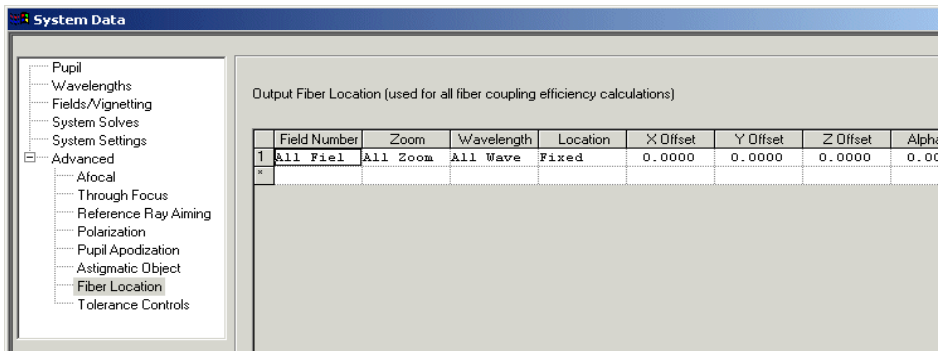 System Data
Pupil
Wavelengths
Fields/Vignetting
System Solves
System Settings
Advanced
Afocal
Through Focus
Reference Ray Aiming
Polarization
Pupil Apodization
Astigmatic Object
Fiber Location
Tolerance Controls
Output Fiber Location (used for all fiber coupling efficiency calculations)
Field Number Zoom Wavelength Location X Offset Y Offset Z Offset Alpha
1 All Fiel All Zoom All Wave Fixed 0.0000 0.0000 0.0000 0.00
*